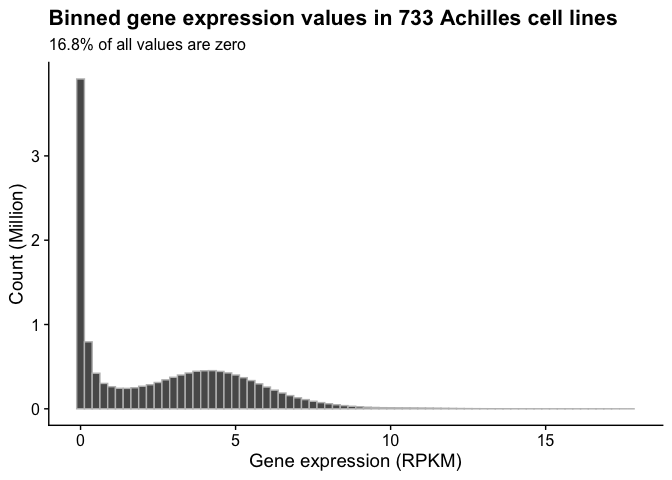 Binned gene expression values in 733 Achilles cell lines
16.8% of all values are zero
Count (Million)
3
2
1
0
0 5 10 15
Gene expression (RPKM)